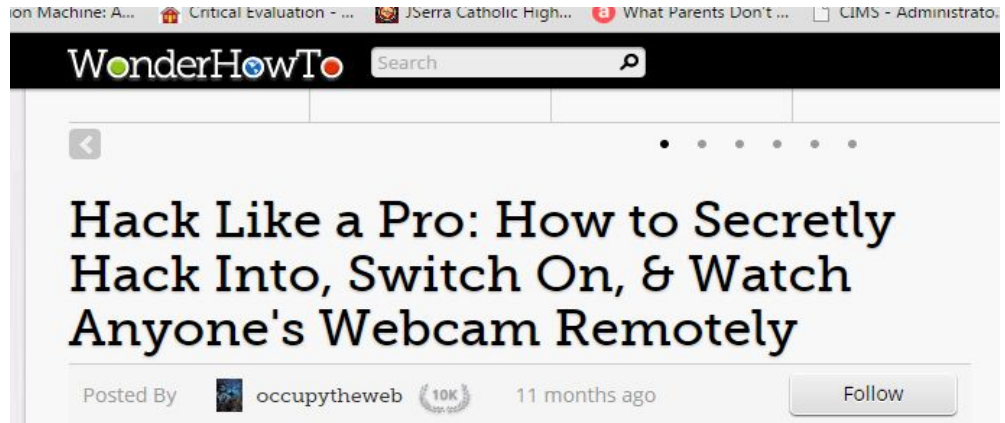 ion Machine: A... Critical Evaluation - ... JSerra Catholic High... What Parents Don't ... CIMS - Administrato..
WonderHowTo Search
Hack Like a Pro: How to Secretly
Hack Into, Switch On, & Watch
Anyone's Webcam Remotely
Posted By occupytheweb 10K 11 months ago Follow